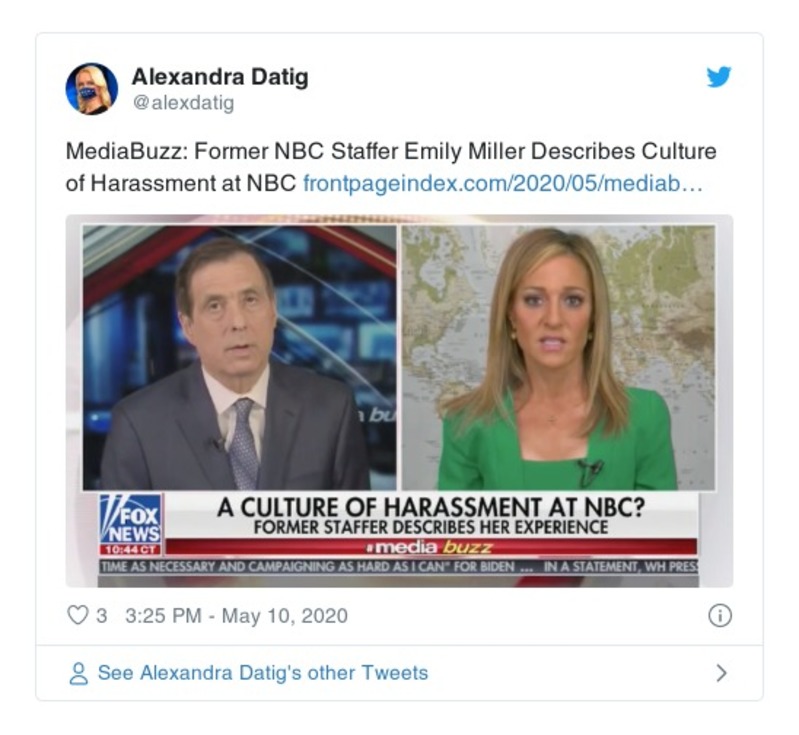 Alexandra Datig
@alexdatig
MediaBuzz: Former NBC Staffer Emily Miller Describes Culture
of Harassment at NBC frontpageindex.com/2020/05/mediab…
a bu
A CULTURE OF HARASSMENT AT NBC?
FORMER STAFFER DESCRIBES HER EXPERIENCE
FOX
NEWS
10:44 CT
#media buzz
TIME AS NECESSARY AND CAMPAIGNING AS HARD AS I CAN" FOR BIDEN ... IN A STATEMENT, WH PRES
3 3:25 PM - May 10, 2020
See Alexandra Datig's other Tweets